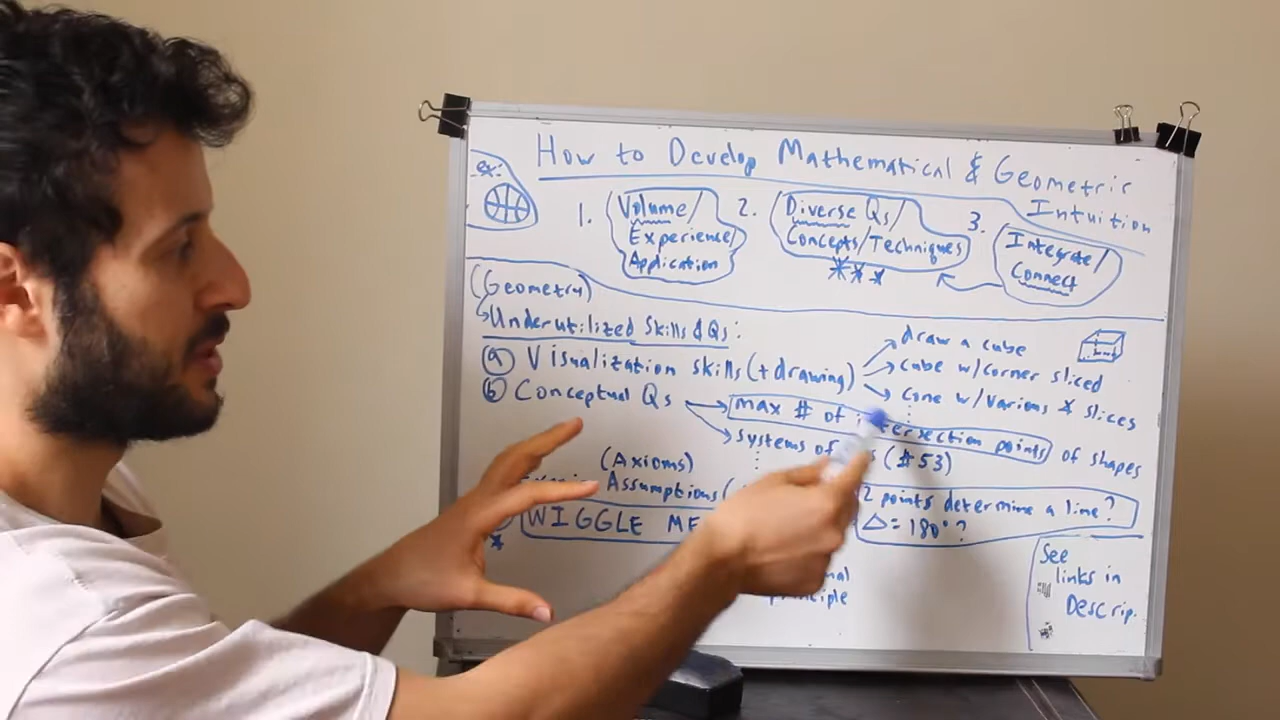 How to Develop Mathematical & Geometric Intuition
ex:
1. Volume/ Experience/ Application
2. Diverse Qs/ Concepts/Techniques
3. Integrate/ Connect
(Geometry)
Underutilized Skills & Qs:
(a) Visualization skills (+drawing)
draw a cube
cube w/corner sliced
cone w/various ∡ slices
(b) Conceptual Qs
max # of intersection points of shapes
systems of (#53)
(Axioms)
Assumptions (
2 points determine a line?
△=180°?
WIGGLE ME
principle
See links in Descrip.